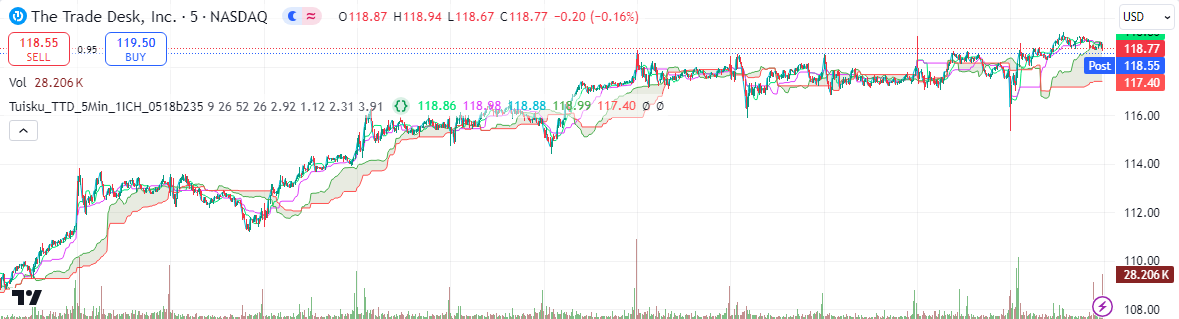 The Trade Desk, Inc. · 5 · NASDAQ O118.87 H118.94 L118.67 C118.77 −0.20 (−0.16%)
USD
118.55 SELL
0.95
119.50 BUY
Vol 28.206 K
Tuisku_TTD_5Min_1ICH_0518b235 9 26 52 26 2.92 1.12 2.31 3.91 118.86 118.98 118.88 118.99 117.40 Ø Ø
118.77
Post 118.55
117.40
116.00
114.00
112.00
110.00
28.206 K
108.00